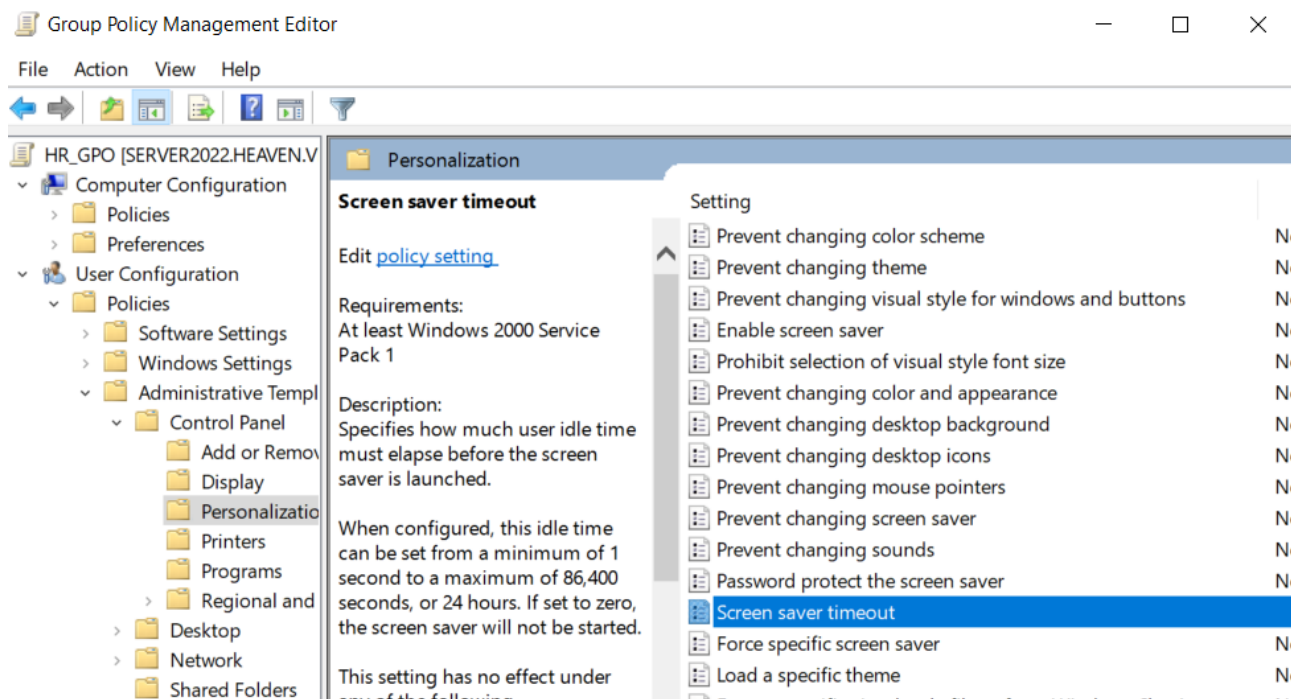 Group Policy Management Editor
File Action View Help
HR_GPO [SERVER2022.HEAVEN.V
Computer Configuration
Policies
Preferences
User Configuration
Policies
Software Settings
Windows Settings
Administrative Templ
Control Panel
Add or Remov
Display
Personalizatio
Printers
Programs
Regional and
Desktop
Network
Shared Folders
Personalization
Screen saver timeout
Edit policy setting
Requirements:
At least Windows 2000 Service
Pack 1
Description:
Specifies how much user idle time
must elapse before the screen
saver is launched.
When configured, this idle time
can be set from a minimum of 1
second to a maximum of 86,400
seconds, or 24 hours. If set to zero,
the screen saver will not be started.
This setting has no effect under
any of the following
Setting
Prevent changing color scheme
Prevent changing theme
Prevent changing visual style for windows and buttons
Enable screen saver
Prohibit selection of visual style font size
Prevent changing color and appearance
Prevent changing desktop background
Prevent changing desktop icons
Prevent changing mouse pointers
Prevent changing screen saver
Prevent changing sounds
Password protect the screen saver
Screen saver timeout
Force specific screen saver
Load a specific theme